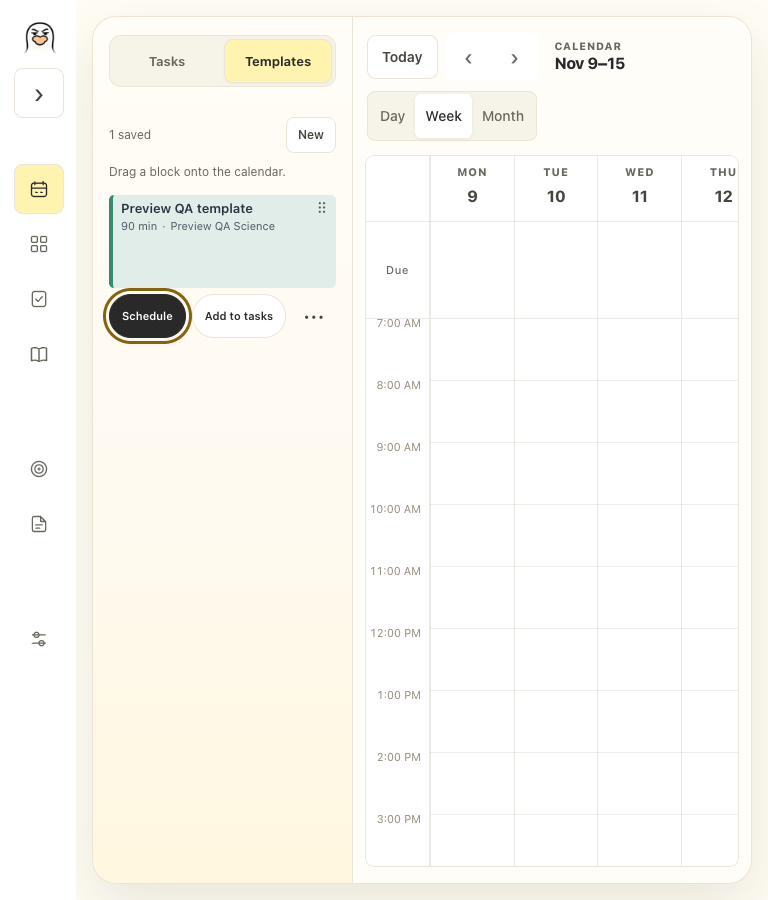 Tasks
Templates
1 saved
New
Drag a block onto the calendar.
Preview QA template
90 min · Preview QA Science
Schedule
Add to tasks
Today
CALENDAR
Nov 9–15
Day
Week
Month
MON
9
TUE
10
WED
11
THU
12
Due
7:00 AM
8:00 AM
9:00 AM
10:00 AM
11:00 AM
12:00 PM
1:00 PM
2:00 PM
3:00 PM